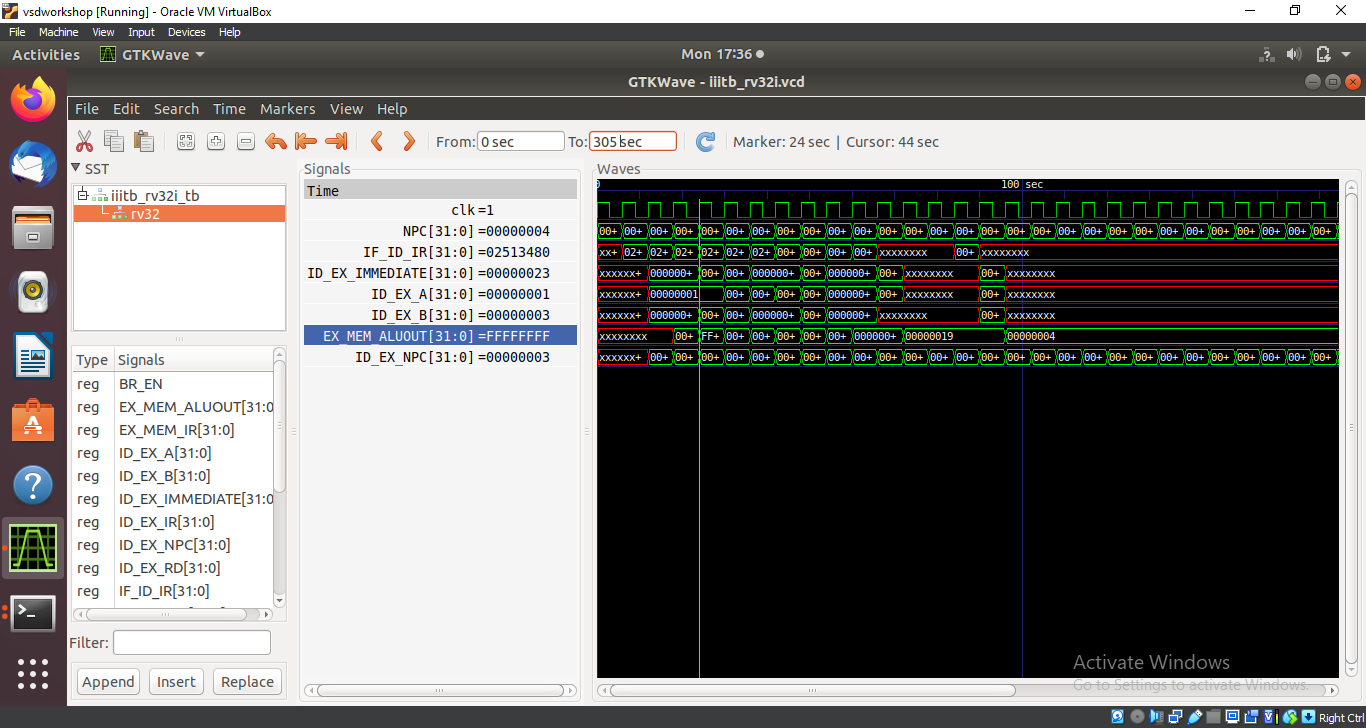 vsdworkshop [Running] - Oracle VM VirtualBox
File Machine View Input Devices Help
Activities GTKWave Mon 17:36
GTKWave - iiitb_rv32i.vcd
File Edit Search Time Markers View Help
From: 0 sec To: 305 sec Marker: 24 sec | Cursor: 44 sec
SST
iiitb_rv32i_tb
rv32
Type Signals
reg BR_EN
reg EX_MEM_ALUOUT[31:0
reg EX_MEM_IR[31:0]
reg ID_EX_A[31:0]
reg ID_EX_B[31:0]
reg ID_EX_IMMEDIATE[31:0
reg ID_EX_IR[31:0]
reg ID_EX_NPC[31:0]
reg ID_EX_RD[31:0]
reg IF_ID_IR[31:0]
Filter:
Append Insert Replace
Signals
Time
clk =1
NPC[31:0] =00000004
IF_ID_IR[31:0] =02513480
ID_EX_IMMEDIATE[31:0] =00000023
ID_EX_A[31:0] =00000001
ID_EX_B[31:0] =00000003
EX_MEM_ALUOUT[31:0] =FFFFFFFF
ID_EX_NPC[31:0] =00000003
Waves
0 100 sec
00+ 00+ 00+ 00+ 00+ 00+ 00+ 00+ 00+ 00+ 00+ 00+ 00+ 00+ 00+ 00+ 00+ 00+ 00+ 00+ 00+ 00+ 00+ 00+ 00+ 00+ 00+ 00+ 00+
xx+ 02+ 02+ 02+ 02+ 02+ 02+ 00+ 00+ 00+ 00+ xxxxxxxx 00+ xxxxxxxx
xxxxxx+ 000000+ 00+ 00+ 000000+ 00+ 000000+ 00+ xxxxxxxx 00+ xxxxxxxx
xxxxxx+ 00000001 00+ 00+ 00+ 00+ 000000+ 00+ xxxxxxxx 00+ xxxxxxxx
xxxxxx+ 000000+ 00+ 00+ 000000+ 00+ 000000+ xxxxxxxx 00+ xxxxxxxx
xxxxxxxx 00+ FF+ 00+ 00+ 00+ 00+ 00+ 000000+ 00000019 00000004
xxxxxx+ 00+ 00+ 00+ 00+ 00+ 00+ 00+ 00+ 00+ 00+ 00+ 00+ 00+ 00+ 00+ 00+ 00+ 00+ 00+ 00+ 00+ 00+ 00+ 00+ 00+ 00+ 00+
Activate Windows
Go to Settings to activate Windows.
Right Ctrl